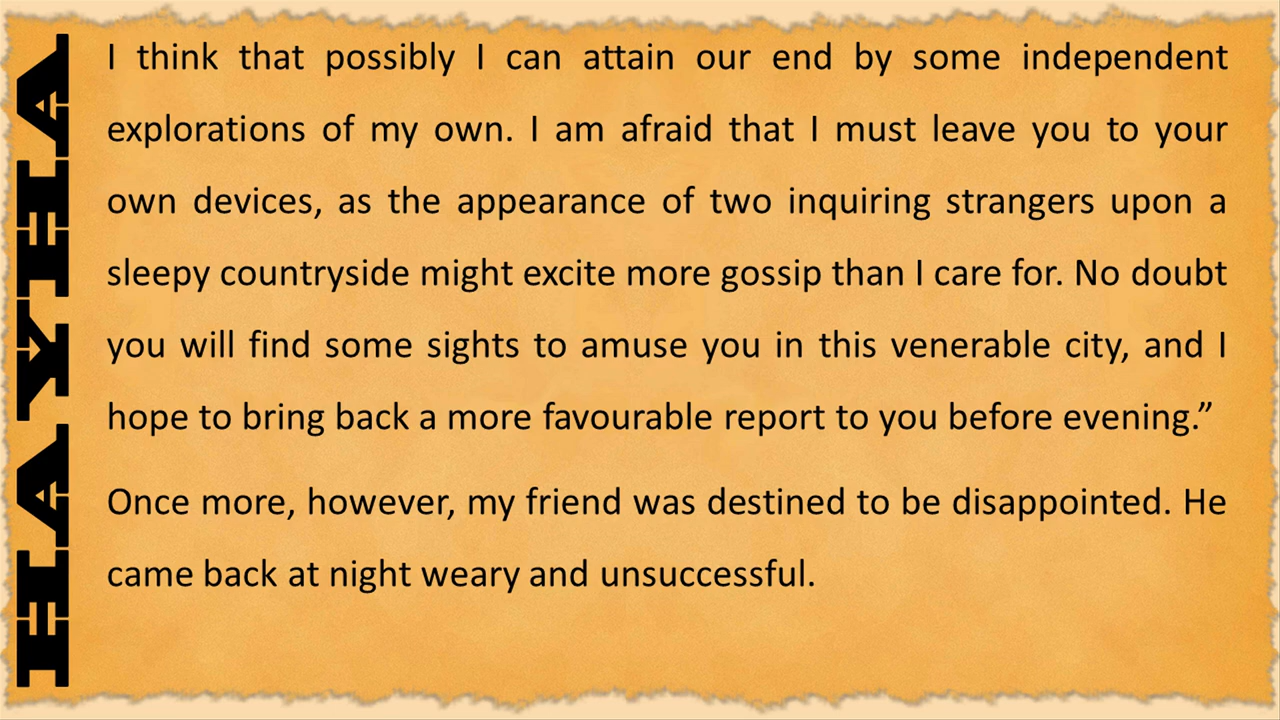 HAYHA
I think that possibly I can attain our end by some independent
explorations of my own. I am afraid that I must leave you to your
own devices, as the appearance of two inquiring strangers upon a
sleepy countryside might excite more gossip than I care for. No doubt
you will find some sights to amuse you in this venerable city, and I
hope to bring back a more favourable report to you before evening.”
Once more, however, my friend was destined to be disappointed. He
came back at night weary and unsuccessful.